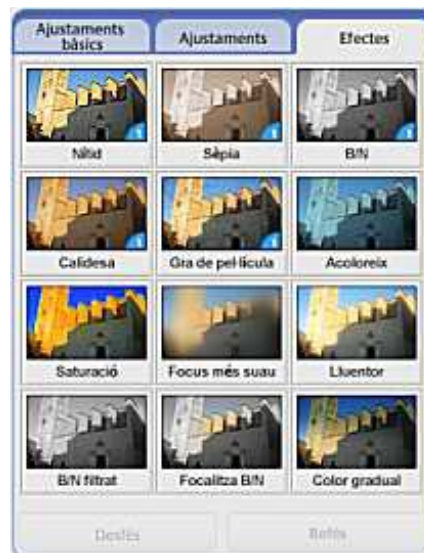 Ajustaments
bàsics
Ajustaments
Efectes
Nítid
Sèpia
B/N
Calidesa
Gra de pel·lícula
Acoloreix
Saturació
Focus més suau
Lluentor
B/N filtrat
Focalitza B/N
Color gradual
Desfés
Refés